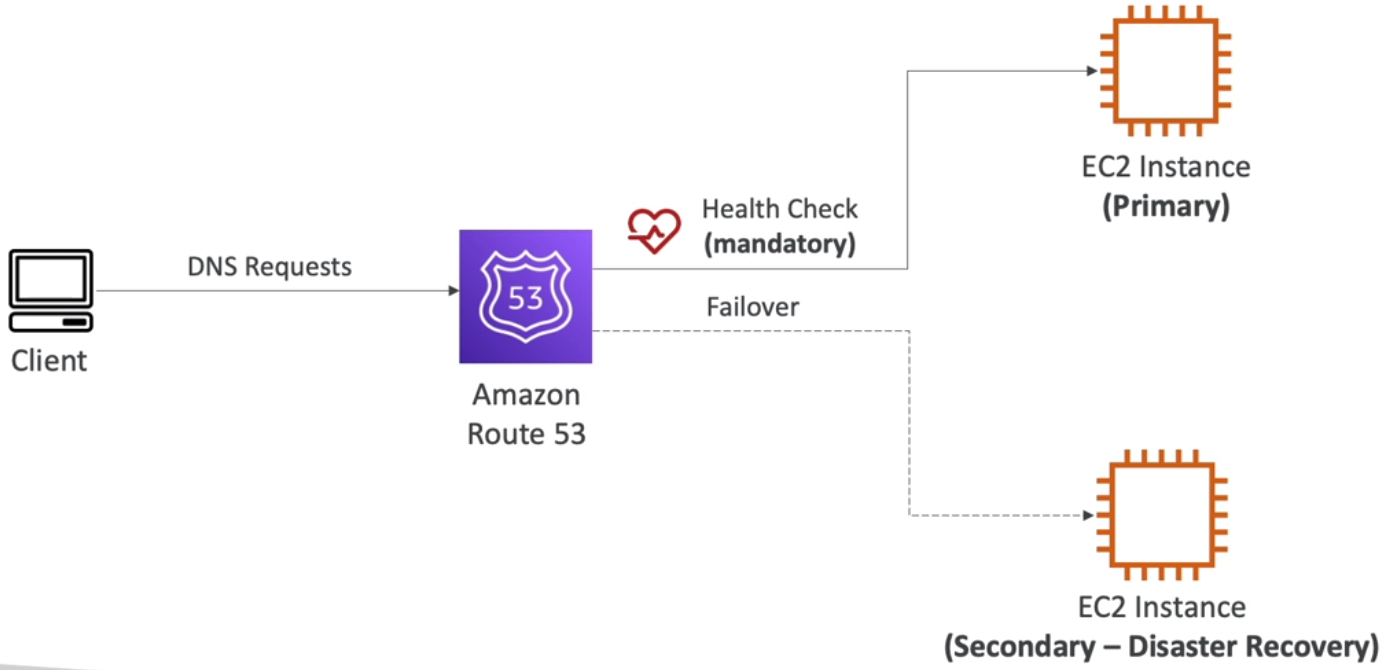 EC2 Instance
(Primary)
Health Check
(mandatory)
DNS Requests
53
Failover
Client
Amazon
Route 53
EC2 Instance
(Secondary – Disaster Recovery)